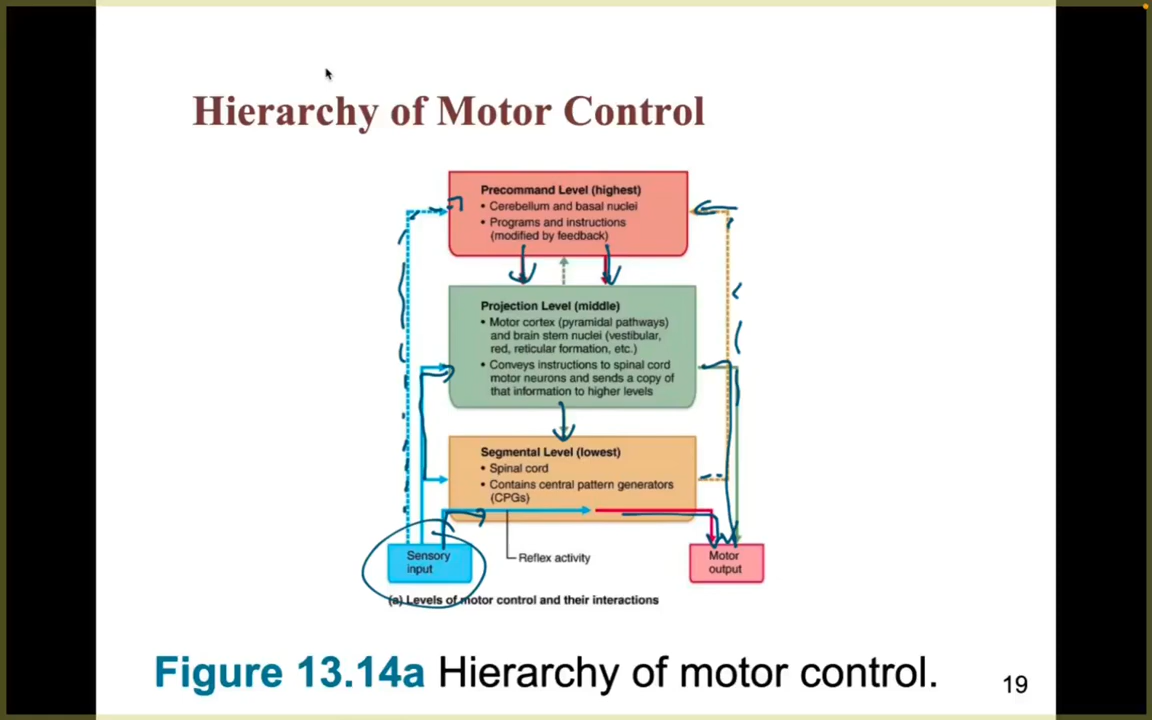 Hierarchy of Motor Control
Precommand Level (highest)
• Cerebellum and basal nuclei
• Programs and instructions
(modified by feedback)
Projection Level (middle)
• Motor cortex (pyramidal pathways)
and brain stem nuclei (vestibular,
red, reticular formation, etc.)
• Conveys instructions to spinal cord
motor neurons and sends a copy of
that information to higher levels
Segmental Level (lowest)
• Spinal cord
• Contains central pattern generators
(CPGs)
Sensory
input
Reflex activity
Motor
output
(a) Levels of motor control and their interactions
Figure 13.14a Hierarchy of motor control.
19